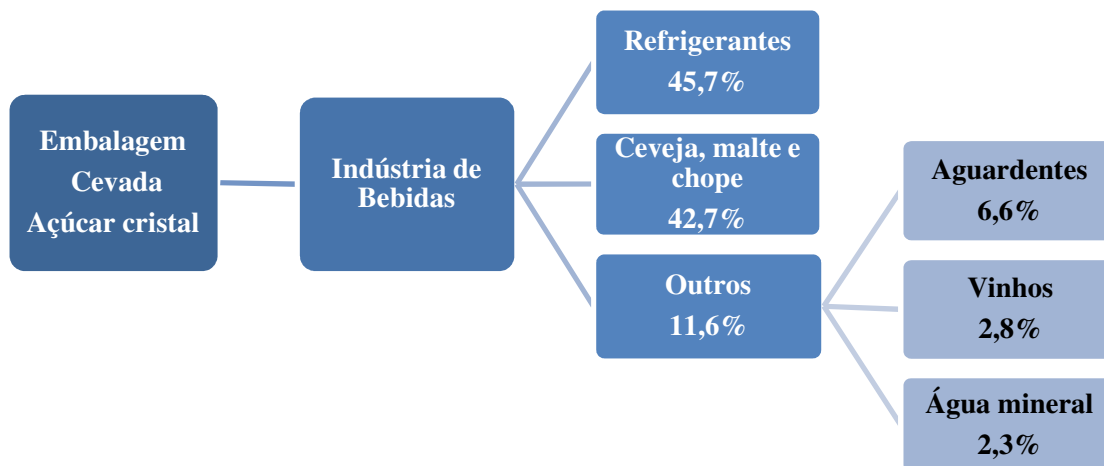 Embalagem
Cevada
Açúcar cristal
Indústria de
Bebidas
Refrigerantes
45,7%
Ceveja, malte e
chope
42,7%
Outros
11,6%
Aguardentes
6,6%
Vinhos
2,8%
Água mineral
2,3%